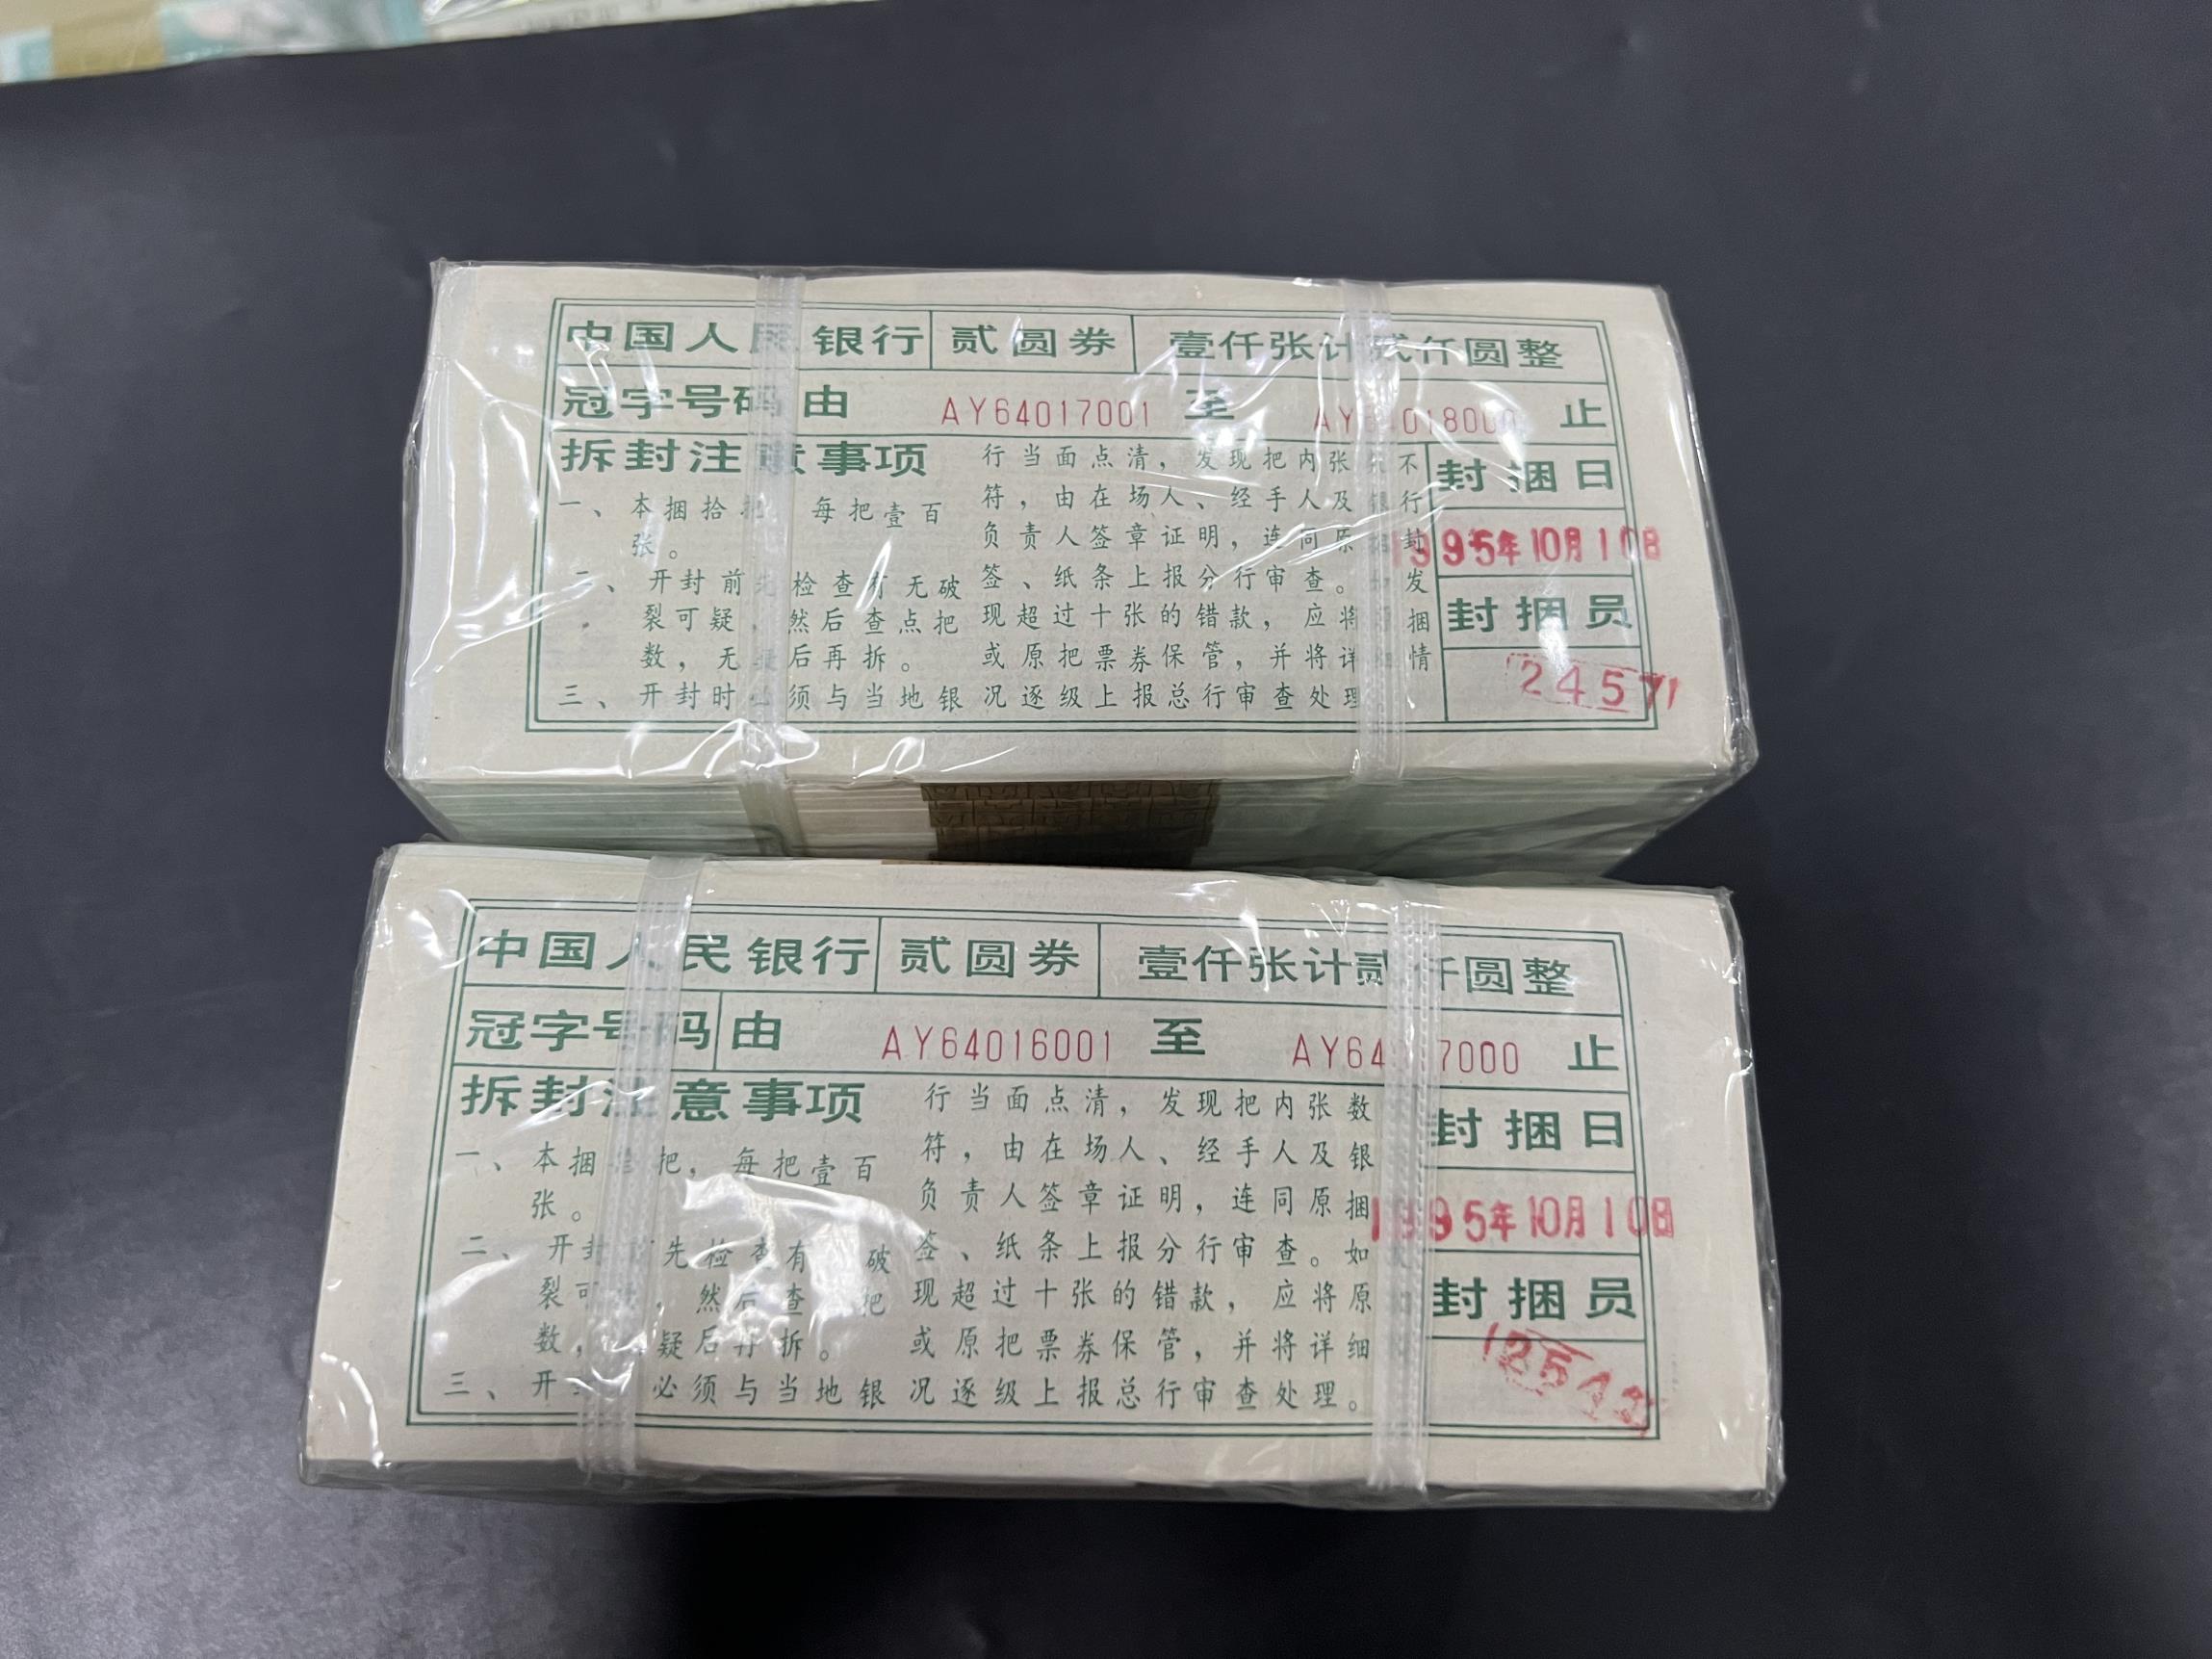 中国人民银行 贰圆券 壹仟张计贰仟圆整
冠字号码 由 AY64017001 至 AY64018000 止
拆封注意事项
一、本捆拾把，每把壹百
张。
二、开封前先检查有无破
裂可疑，然后查点把
数，无疑后再拆。
三、开封时必须与当地银
行当面点清，发现把内张数不
符，由在场人、经手人及银行
负责人签章证明，连同原捆封
签、纸条上报分行审查。如发
现超过十张的错款，应将原捆
或原把票券保管，并将详细情
况逐级上报总行审查处理
封捆日
1995年10月10日
封捆员
24571
中国人民银行 贰圆券 壹仟张计贰仟圆整
冠字号码 由 AY64016001 至 AY64017000 止
拆封注意事项
一、本捆拾把，每把壹百
张。
二、开封前先检查有 破
裂可疑，然后查 把
数， 疑后再拆。
三、开 必须与当地银
行当面点清，发现把内张数
符，由在场人、经手人及银
负责人签章证明，连同原捆
签、纸条上报分行审查。如
现超过十张的错款，应将原
或原把票券保管，并将详细
况逐级上报总行审查处理。
封捆日
1995年10月10日
封捆员